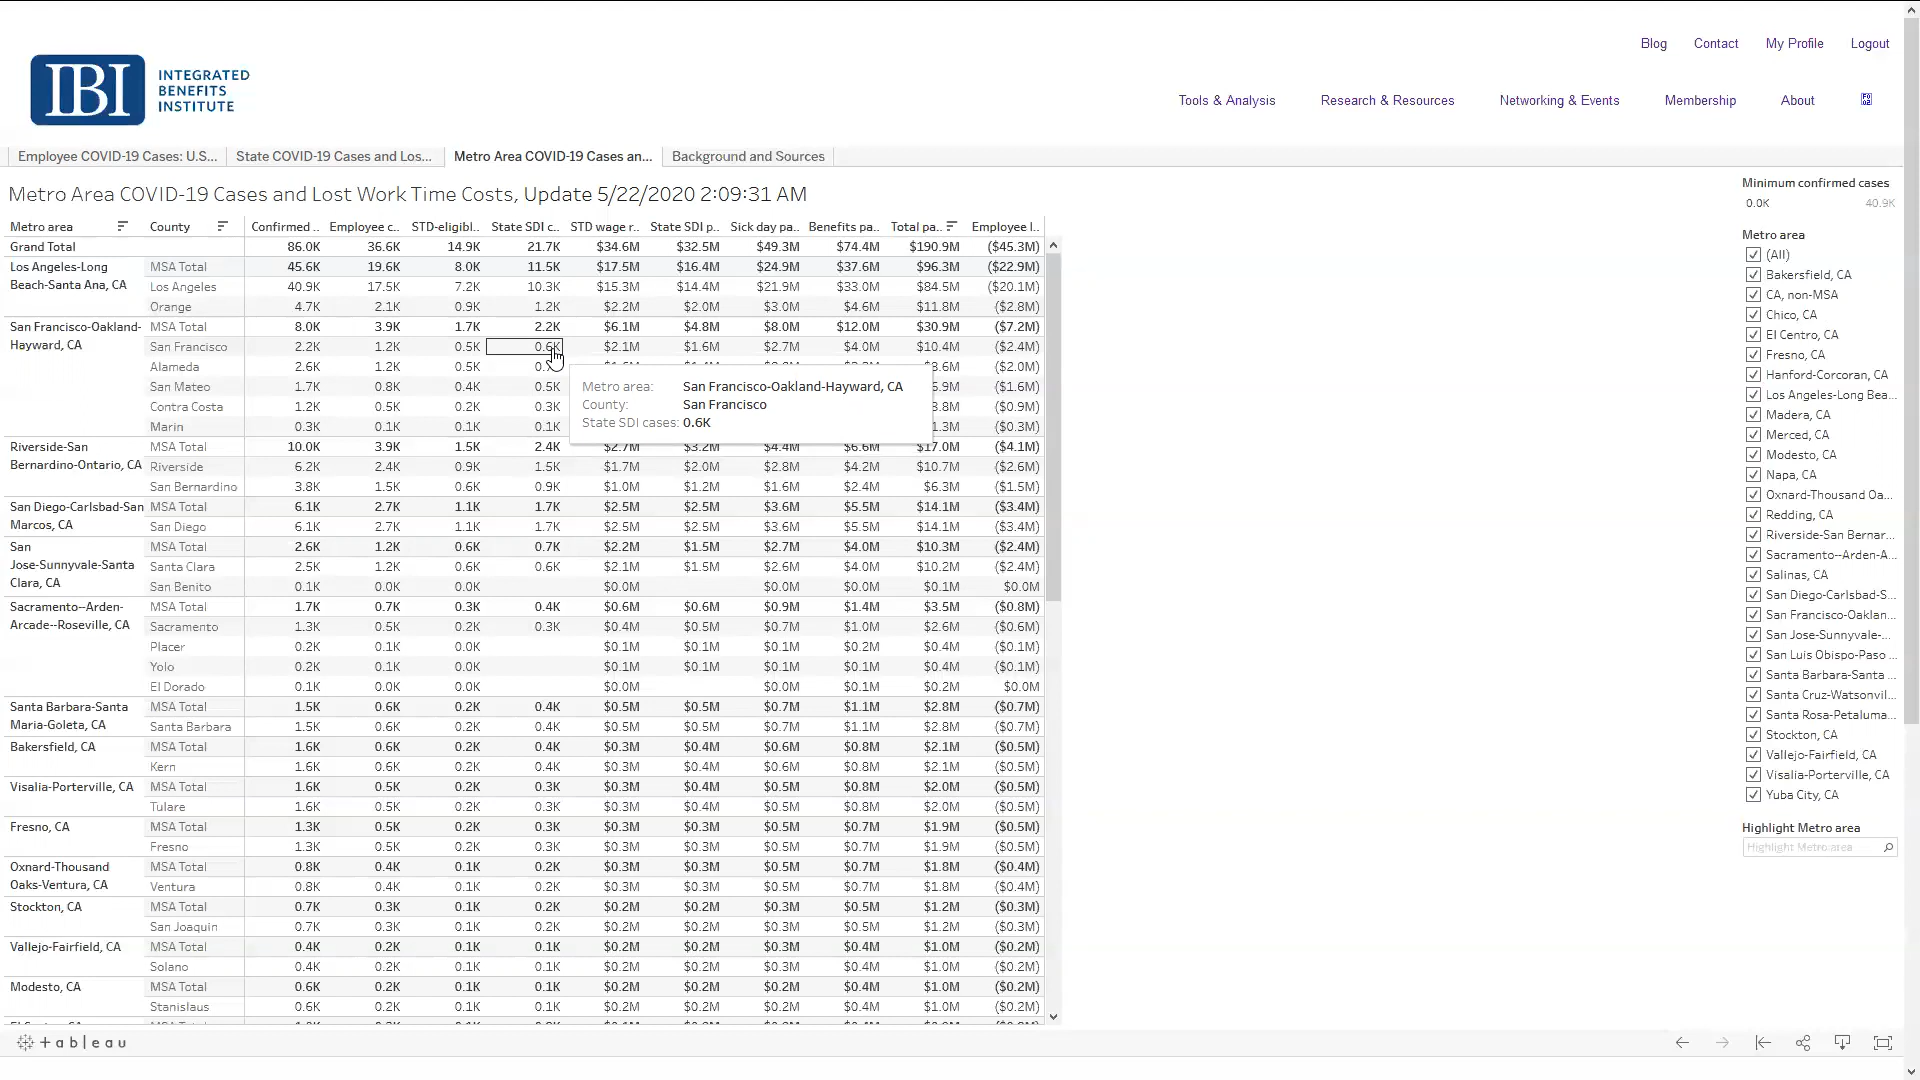 Blog Contact My Profile Logout
IBI INTEGRATED BENEFITS INSTITUTE
Tools & Analysis Research & Resources Networking & Events Membership About
Employee COVID-19 Cases: U.S... State COVID-19 Cases and Los... Metro Area COVID-19 Cases an... Background and Sources
Metro Area COVID-19 Cases and Lost Work Time Costs, Update 5/22/2020 2:09:31 AM
Metro area County Confirmed .. Employee c.. STD-eligibl.. State SDI c.. STD wage r.. State SDI p.. Sick day pa.. Benefits pa.. Total pa.. Employee l..
Grand Total 86.0K 36.6K 14.9K 21.7K $34.6M $32.5M $49.3M $74.4M $190.9M ($45.3M)
Los Angeles-Long Beach-Santa Ana, CA MSA Total 45.6K 19.6K 8.0K 11.5K $17.5M $16.4M $24.9M $37.6M $96.3M ($22.9M)
Los Angeles 40.9K 17.5K 7.2K 10.3K $15.3M $14.4M $21.9M $33.0M $84.5M ($20.1M)
Orange 4.7K 2.1K 0.9K 1.2K $2.2M $2.0M $3.0M $4.6M $11.8M ($2.8M)
San Francisco-Oakland-Hayward, CA MSA Total 8.0K 3.9K 1.7K 2.2K $6.1M $4.8M $8.0M $12.0M $30.9M ($7.2M)
San Francisco 2.2K 1.2K 0.5K 0.6K $2.1M $1.6M $2.7M $4.0M $10.4M ($2.4M)
Alameda 2.6K 1.2K 0.5K ($2.0M)
San Mateo 1.7K 0.8K 0.4K 0.5K ($1.6M)
Contra Costa 1.2K 0.5K 0.2K 0.3K ($0.9M)
Marin 0.3K 0.1K 0.1K 0.1K ($0.3M)
Metro area: San Francisco-Oakland-Hayward, CA
County: San Francisco
State SDI cases: 0.6K
Riverside-San Bernardino-Ontario, CA MSA Total 10.0K 3.9K 1.5K 2.4K $2.7M $3.2M $4.4M $6.6M $17.0M ($4.1M)
Riverside 6.2K 2.4K 0.9K 1.5K $1.7M $2.0M $2.8M $4.2M $10.7M ($2.6M)
San Bernardino 3.8K 1.5K 0.6K 0.9K $1.0M $1.2M $1.6M $2.4M $6.3M ($1.5M)
San Diego-Carlsbad-San Marcos, CA MSA Total 6.1K 2.7K 1.1K 1.7K $2.5M $2.5M $3.6M $5.5M $14.1M ($3.4M)
San Diego 6.1K 2.7K 1.1K 1.7K $2.5M $2.5M $3.6M $5.5M $14.1M ($3.4M)
San Jose-Sunnyvale-Santa Clara, CA MSA Total 2.6K 1.2K 0.6K 0.7K $2.2M $1.5M $2.7M $4.0M $10.3M ($2.4M)
Santa Clara 2.5K 1.2K 0.6K 0.6K $2.1M $1.5M $2.6M $4.0M $10.2M ($2.4M)
San Benito 0.1K 0.0K 0.0K $0.0M $0.0M $0.0M $0.1M $0.0M
Sacramento--Arden-Arcade--Roseville, CA MSA Total 1.7K 0.7K 0.3K 0.4K $0.6M $0.6M $0.9M $1.4M $3.5M ($0.8M)
Sacramento 1.3K 0.5K 0.2K 0.3K $0.4M $0.5M $0.7M $1.0M $2.6M ($0.6M)
Placer 0.2K 0.1K 0.0K $0.1M $0.1M $0.1M $0.2M $0.4M ($0.1M)
Yolo 0.2K 0.1K 0.0K $0.1M $0.1M $0.1M $0.1M $0.4M ($0.1M)
El Dorado 0.1K 0.0K 0.0K $0.0M $0.0M $0.1M $0.2M $0.0M
Santa Barbara-Santa Maria-Goleta, CA MSA Total 1.5K 0.6K 0.2K 0.4K $0.5M $0.5M $0.7M $1.1M $2.8M ($0.7M)
Santa Barbara 1.5K 0.6K 0.2K 0.4K $0.5M $0.5M $0.7M $1.1M $2.8M ($0.7M)
Bakersfield, CA MSA Total 1.6K 0.6K 0.2K 0.4K $0.3M $0.4M $0.6M $0.8M $2.1M ($0.5M)
Kern 1.6K 0.6K 0.2K 0.4K $0.3M $0.4M $0.6M $0.8M $2.1M ($0.5M)
Visalia-Porterville, CA MSA Total 1.6K 0.5K 0.2K 0.3K $0.3M $0.4M $0.5M $0.8M $2.0M ($0.5M)
Tulare 1.6K 0.5K 0.2K 0.3K $0.3M $0.4M $0.5M $0.8M $2.0M ($0.5M)
Fresno, CA MSA Total 1.3K 0.5K 0.2K 0.3K $0.3M $0.3M $0.5M $0.7M $1.9M ($0.5M)
Fresno 1.3K 0.5K 0.2K 0.3K $0.3M $0.3M $0.5M $0.7M $1.9M ($0.5M)
Oxnard-Thousand Oaks-Ventura, CA MSA Total 0.8K 0.4K 0.1K 0.2K $0.3M $0.3M $0.5M $0.7M $1.8M ($0.4M)
Ventura 0.8K 0.4K 0.1K 0.2K $0.3M $0.3M $0.5M $0.7M $1.8M ($0.4M)
Stockton, CA MSA Total 0.7K 0.3K 0.1K 0.2K $0.2M $0.2M $0.3M $0.5M $1.2M ($0.3M)
San Joaquin 0.7K 0.3K 0.1K 0.2K $0.2M $0.2M $0.3M $0.5M $1.2M ($0.3M)
Vallejo-Fairfield, CA MSA Total 0.4K 0.2K 0.1K 0.1K $0.2M $0.2M $0.3M $0.4M $1.0M ($0.2M)
Solano 0.4K 0.2K 0.1K 0.1K $0.2M $0.2M $0.3M $0.4M $1.0M ($0.2M)
Modesto, CA MSA Total 0.6K 0.2K 0.1K 0.1K $0.2M $0.2M $0.2M $0.4M $1.0M ($0.2M)
Stanislaus 0.6K 0.2K 0.1K 0.1K $0.2M $0.2M $0.2M $0.4M $1.0M ($0.2M)
Minimum confirmed cases
0.0K 40.9K
Metro area
(All)
Bakersfield, CA
CA, non-MSA
Chico, CA
El Centro, CA
Fresno, CA
Hanford-Corcoran, CA
Los Angeles-Long Bea...
Madera, CA
Merced, CA
Modesto, CA
Napa, CA
Oxnard-Thousand Oa...
Redding, CA
Riverside-San Bernar...
Sacramento--Arden-A...
Salinas, CA
San Diego-Carlsbad-S...
San Francisco-Oaklan...
San Jose-Sunnyvale-...
San Luis Obispo-Paso ...
Santa Barbara-Santa ...
Santa Cruz-Watsonvil...
Santa Rosa-Petaluma...
Stockton, CA
Vallejo-Fairfield, CA
Visalia-Porterville, CA
Yuba City, CA
Highlight Metro area
Highlight Metro area
+ a b | e a u